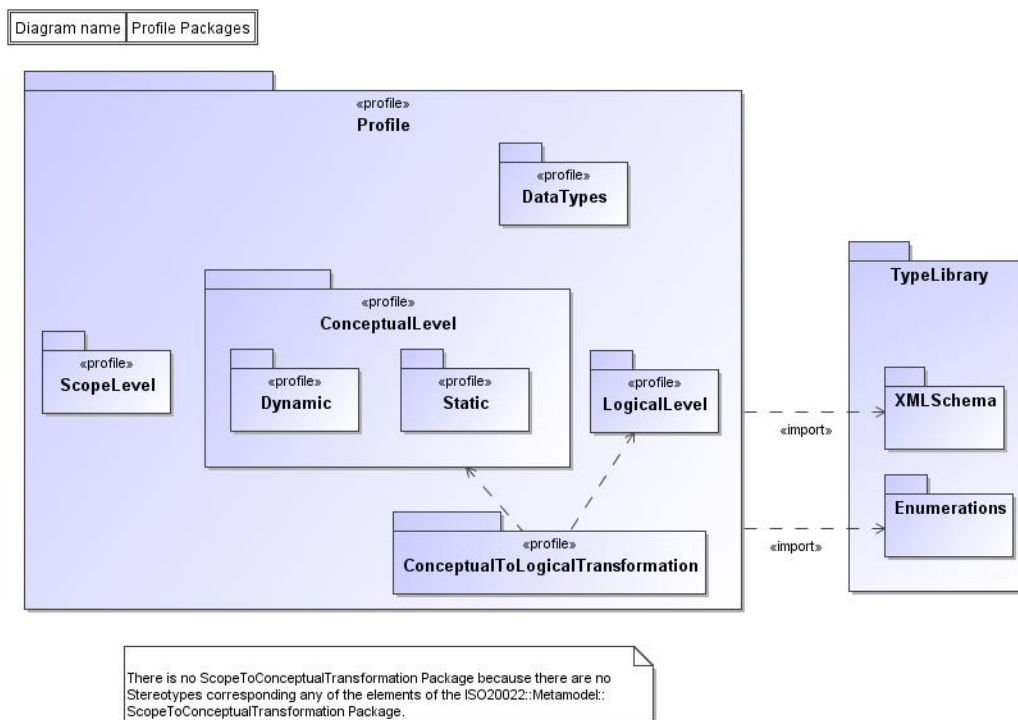 Diagram name Profile Packages
«profile»
Profile
«profile»
DataTypes
TypeLibrary
«profile»
ConceptualLevel
«profile»
ScopeLevel
«profile»
Dynamic
«profile»
Static
«profile»
LogicalLevel
XMLSchema
«import»
Enumerations
«import»
«profile»
ConceptualToLogicalTransformation
There is no ScopeToConceptualTransformation Package because there are no
Stereotypes corresponding any of the elements of the ISO20022::Metamodel::
ScopeToConceptualTransformation Package.